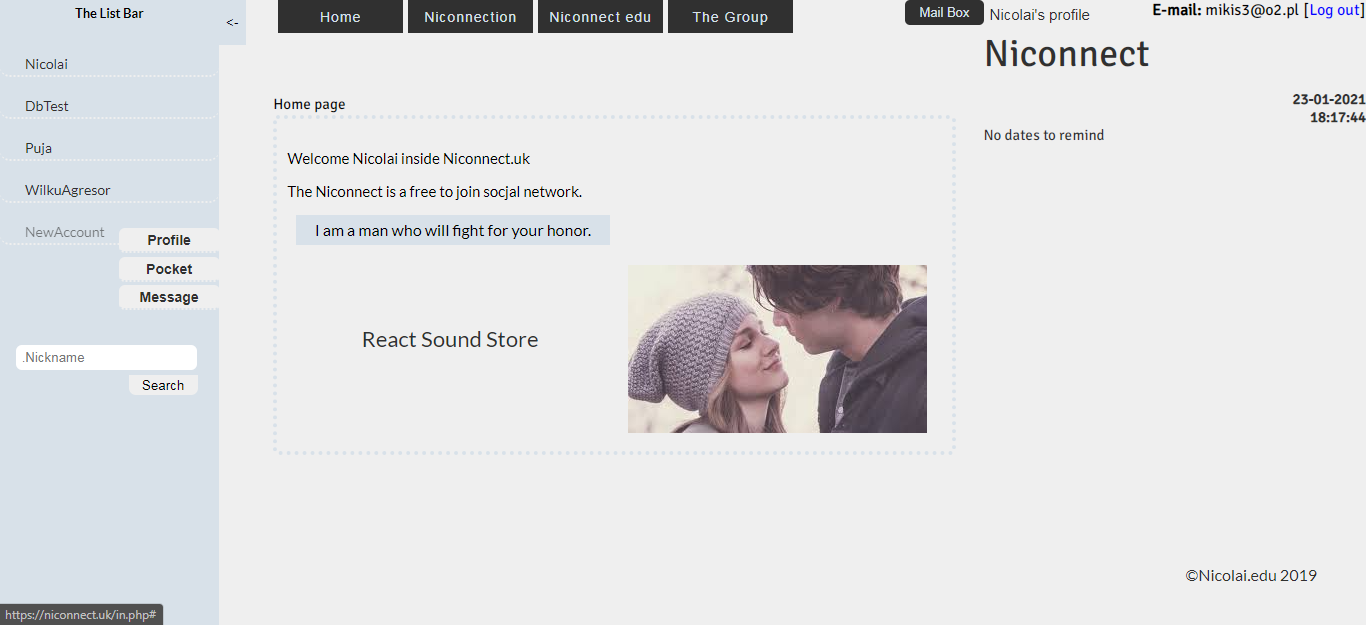 The List Bar
<-
Nicolai
DbTest
Puja
WilkuAgresor
NewAccount
Profile
Pocket
Message
.Nickname
Search
https://niconnect.uk/in.php#
Home
Niconnection
Niconnect edu
The Group
Mail Box
Nicolai's profile
E-mail: mikis3@o2.pl [Log out]
Niconnect
23-01-2021
18:17:44
No dates to remind
Home page
Welcome Nicolai inside Niconnect.uk
The Niconnect is a free to join socjal network.
I am a man who will fight for your honor.
React Sound Store
©Nicolai.edu 2019